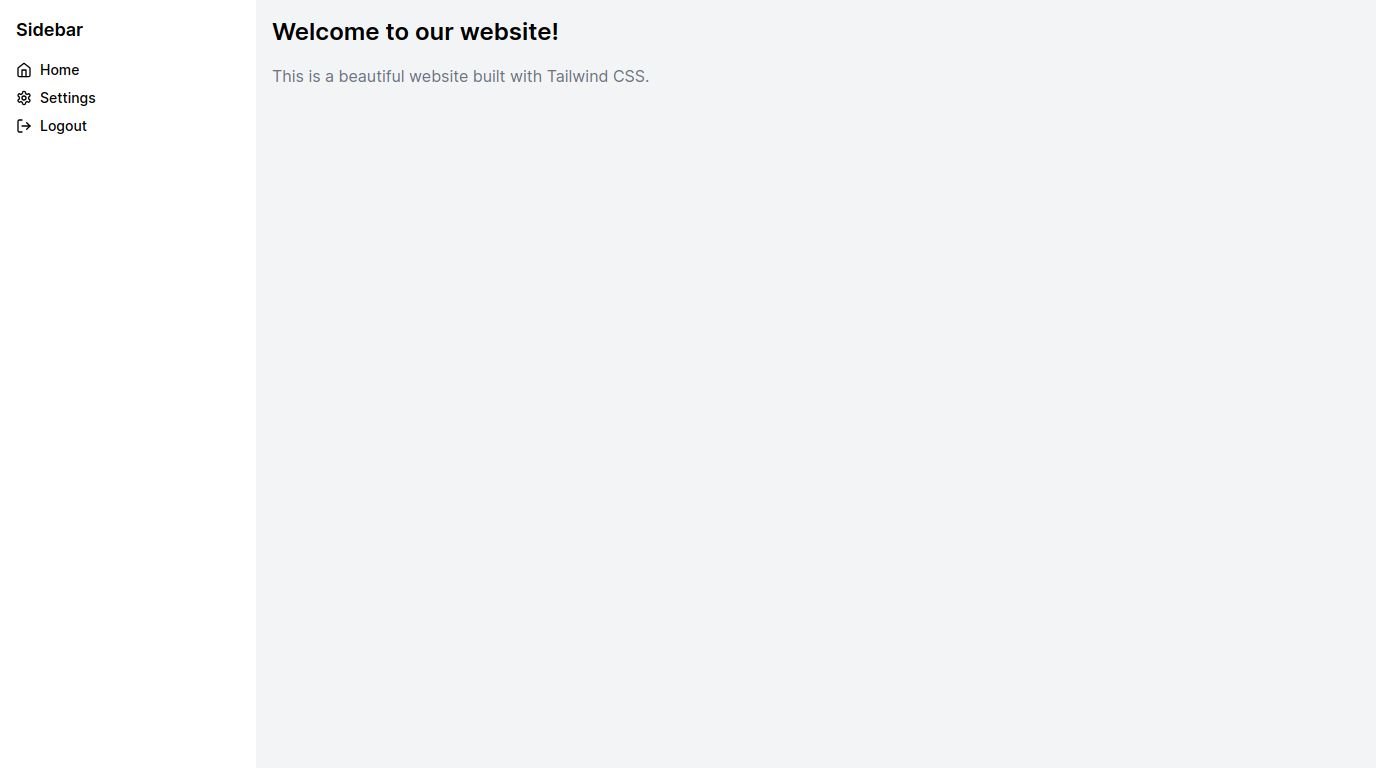 Sidebar
Home
Settings
Logout
Welcome to our website!
This is a beautiful website built with Tailwind CSS.